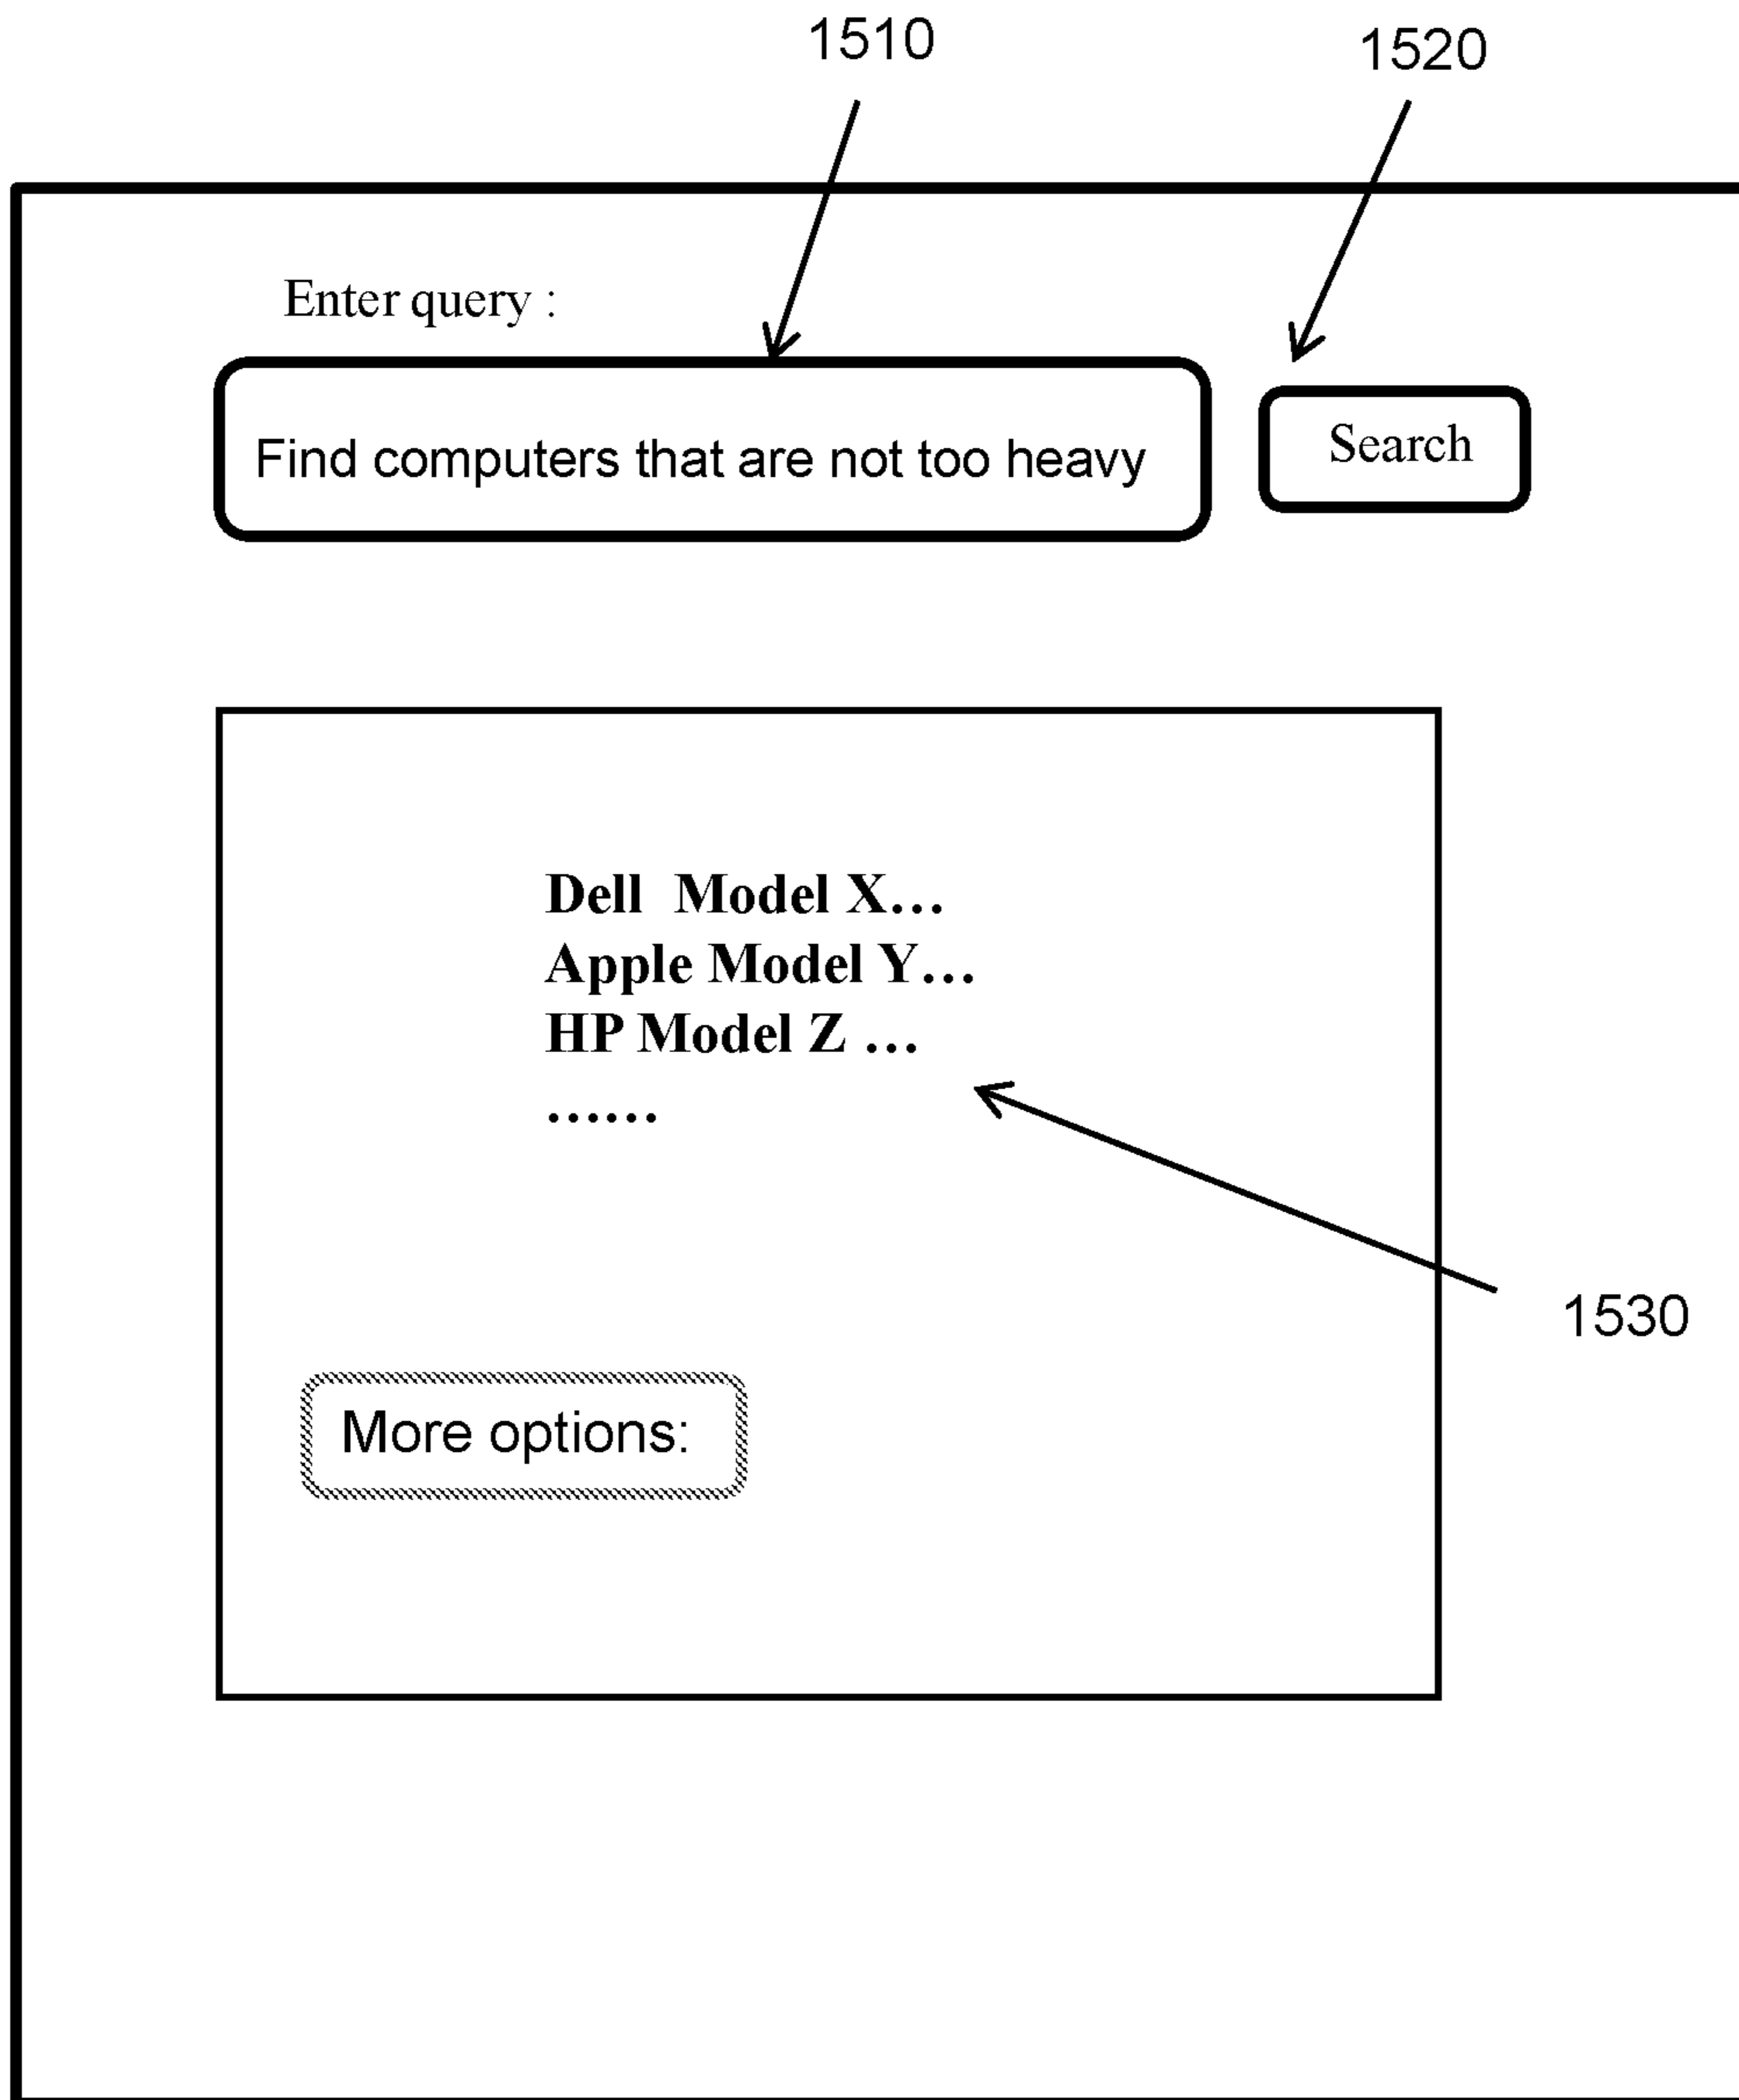 1510
1520
Enter query :
Find computers that are not too heavy
Search
Dell Model X...
Apple Model Y...
HP Model Z ...
......
1530
More options: